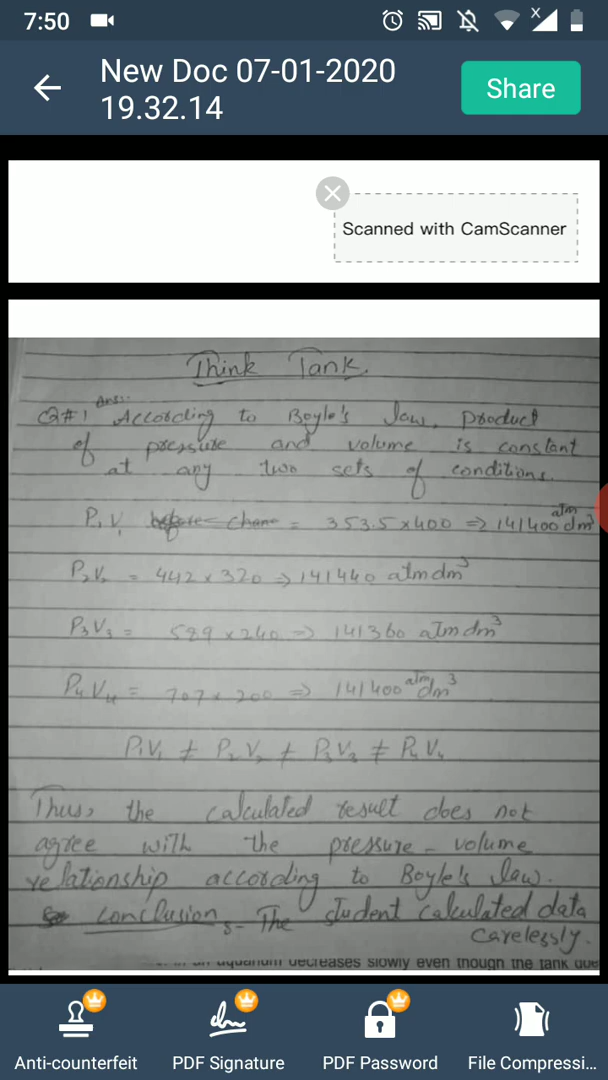 7:50
New Doc 07-01-2020
19.32.14
Share
Scanned with CamScanner
Think Tank.
Ans:-
Q#1 According to Boyle's law, product
of pressure and volume is constant
at any two sets of conditions.
P₁V₁ before chane = 353.5 x 400 => 141400 atm dm³
P₂V₂ = 442 x 320 => 141440 atm dm³
P₃V₃ = 589 x 240 => 141360 atm dm³
P₄V₄ = 707 x 200 => 141400 atm dm³
P₁V₁ ≠ P₂V₂ ≠ P₃V₃ ≠ P₄V₄
Thus, the calculated result does not
agree with the pressure - volume
relationship according to Boyle's law.
Conclusion:- The student calculated data
carelessly.
aquarium decreases slowly even though the tank doe
Anti-counterfeit PDF Signature PDF Password File Compressi...